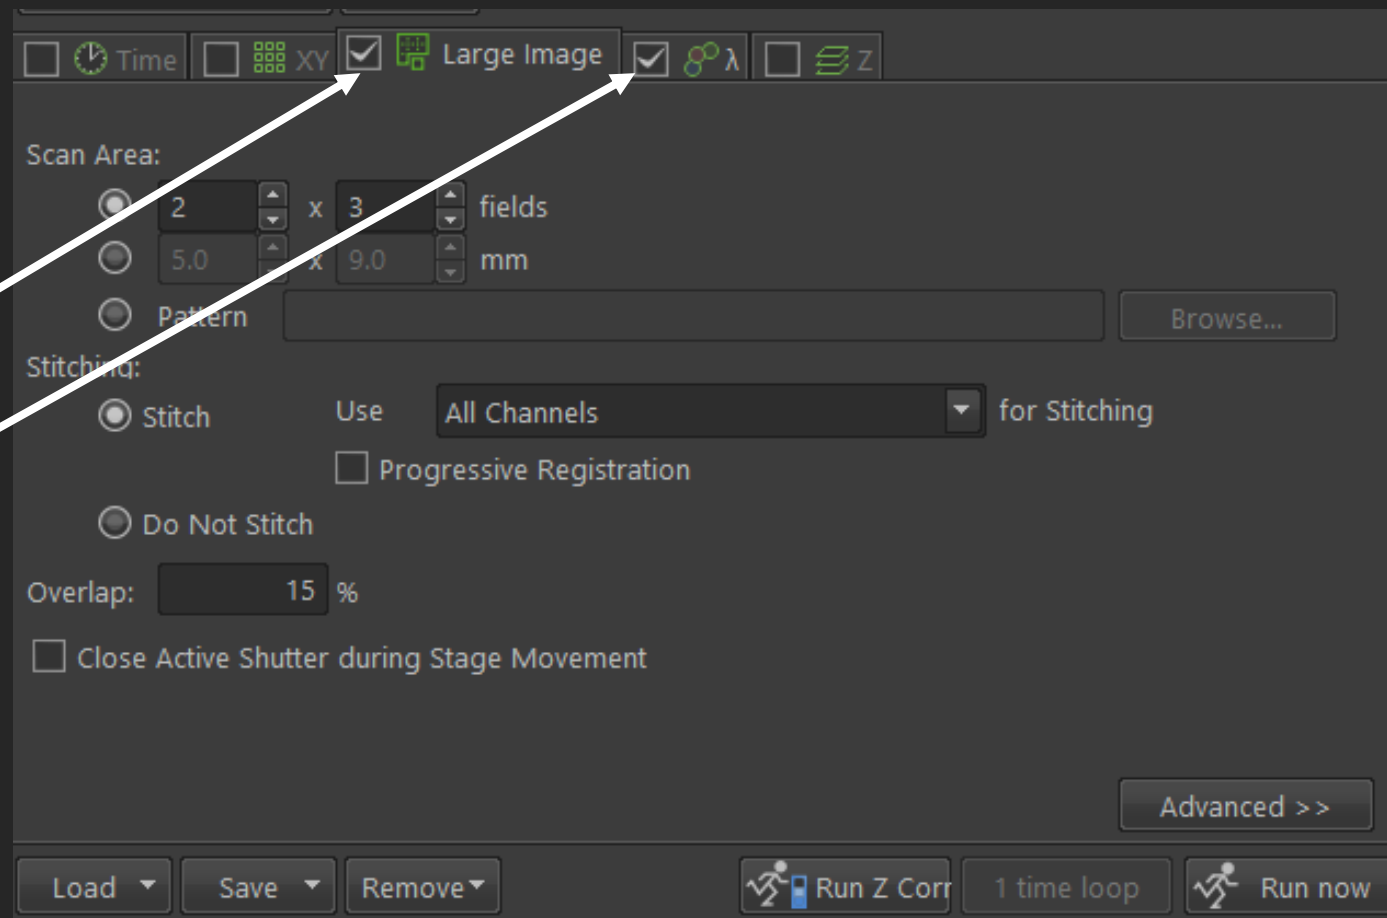 Time XY Large Image λ Z
Scan Area:
2 x 3 fields
5.0 x 9.0 mm
Pattern Browse...
Stitching:
Stitch Use All Channels for Stitching
Progressive Registration
Do Not Stitch
Overlap: 15 %
Close Active Shutter during Stage Movement
Advanced >>
Load Save Remove Run Z Corr 1 time loop Run now